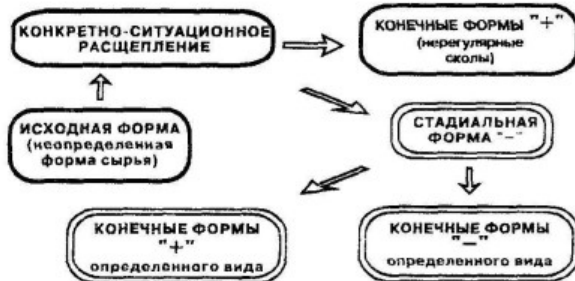 КОНКРЕТНО-СИТУАЦИОННОЕ
РАСЩЕПЛЕНИЕ
КОНЕЧНЫЕ ФОРМЫ "+"
(нерегулярные
сколы)
ИСХОДНАЯ ФОРМА
(неопределенная
форма сырья)
СТАДИАЛЬНАЯ
ФОРМА "—"
КОНЕЧНЫЕ ФОРМЫ
"+"
определенного вида
КОНЕЧНЫЕ ФОРМЫ
"—"
определенного вида